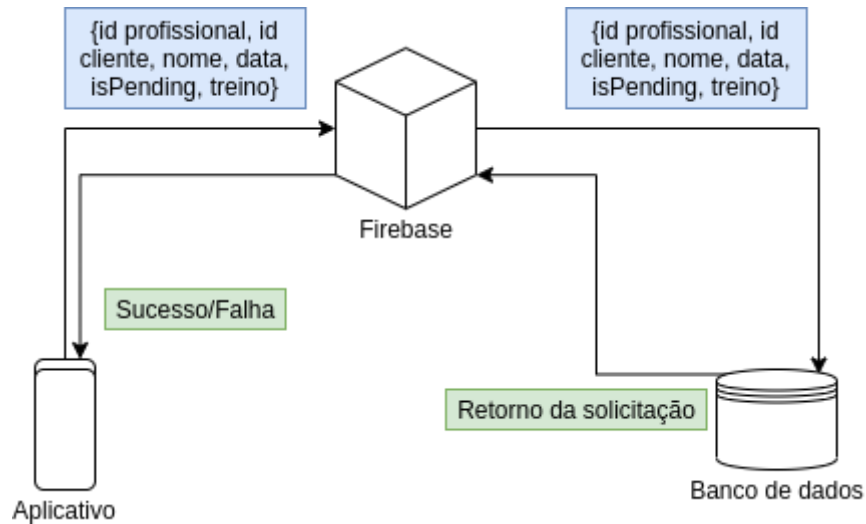 {id profissional, id
cliente, nome, data,
isPending, treino}
{id profissional, id
cliente, nome, data,
isPending, treino}
Firebase
Sucesso/Falha
Retorno da solicitação
Aplicativo
Banco de dados